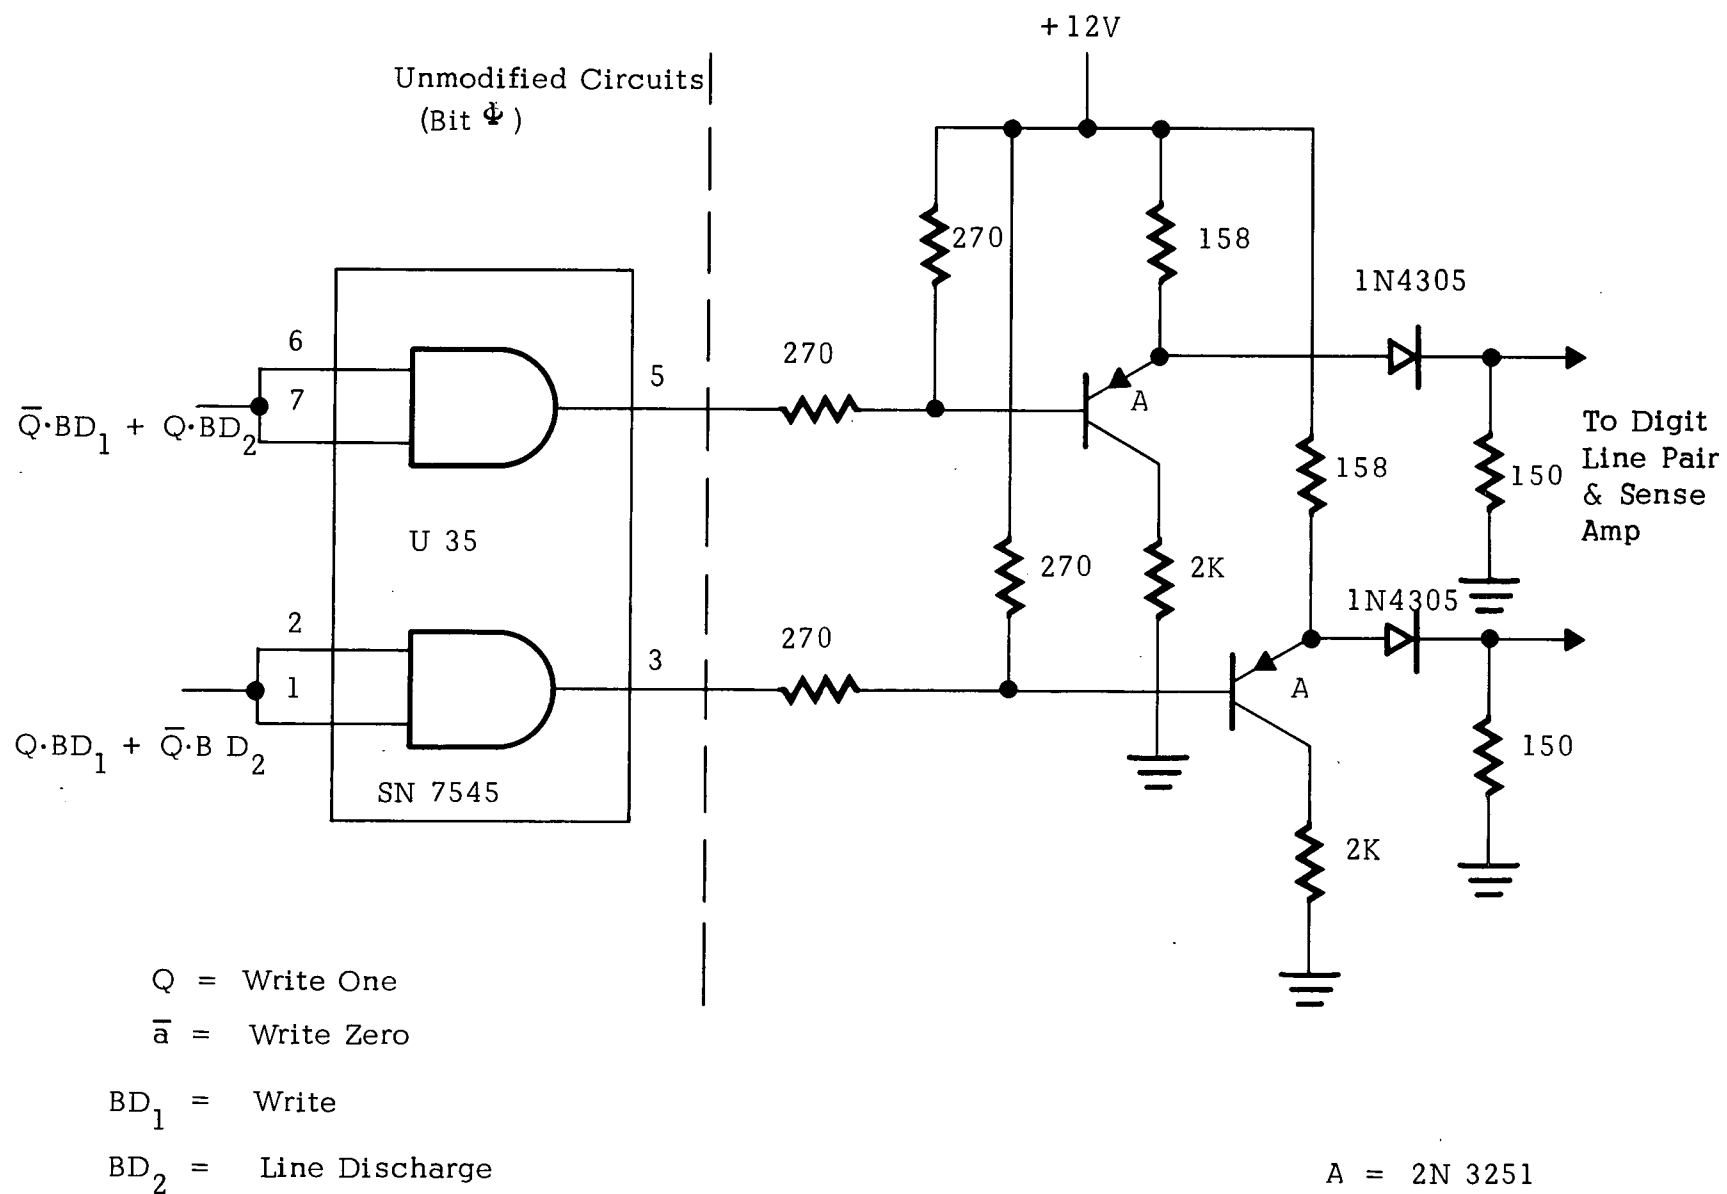 +12V
Unmodified Circuits
(Bit Φ)
270
158
1N4305
6
270
5
7
A
Q̅·BD₁ + Q·BD₂
To Digit
Line Pair
& Sense
Amp
158
150
U 35
270
2K
1N4305
2
270
3
1
A
Q·BD₁ + Q̅·B D₂
150
SN 7545
2K
Q = Write One
a̅ = Write Zero
BD₁ = Write
BD₂ = Line Discharge
A = 2N 3251